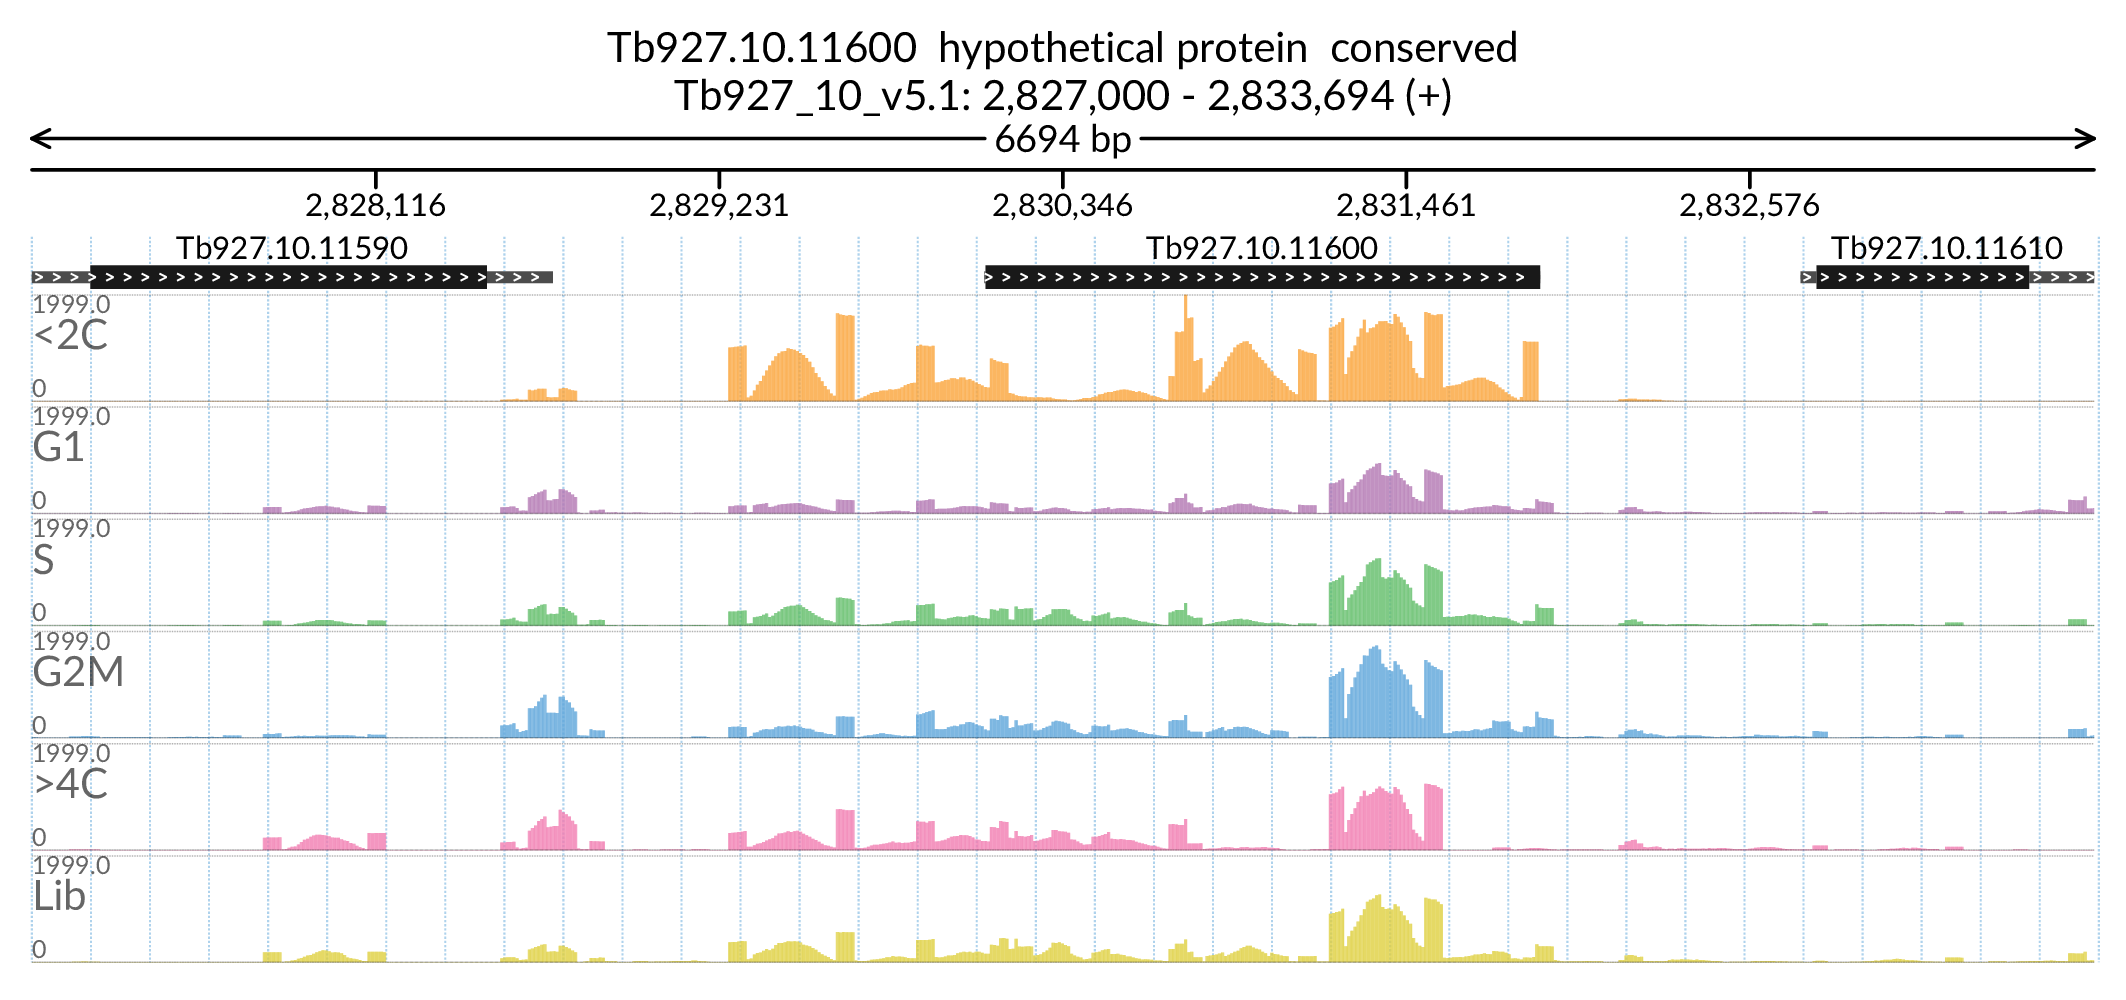 Tb927.10.11600 hypothetical protein conserved
Tb927_10_v5.1: 2,827,000 - 2,833,694 (+)
6694 bp
2,828,116 2,829,231 2,830,346 2,831,461 2,832,576
Tb927.10.11590 Tb927.10.11600 Tb927.10.11610
1999.0
<2C
0
1999.0
G1
0
1999.0
S
0
1999.0
G2M
0
1999.0
>4C
0
1999.0
Lib
0